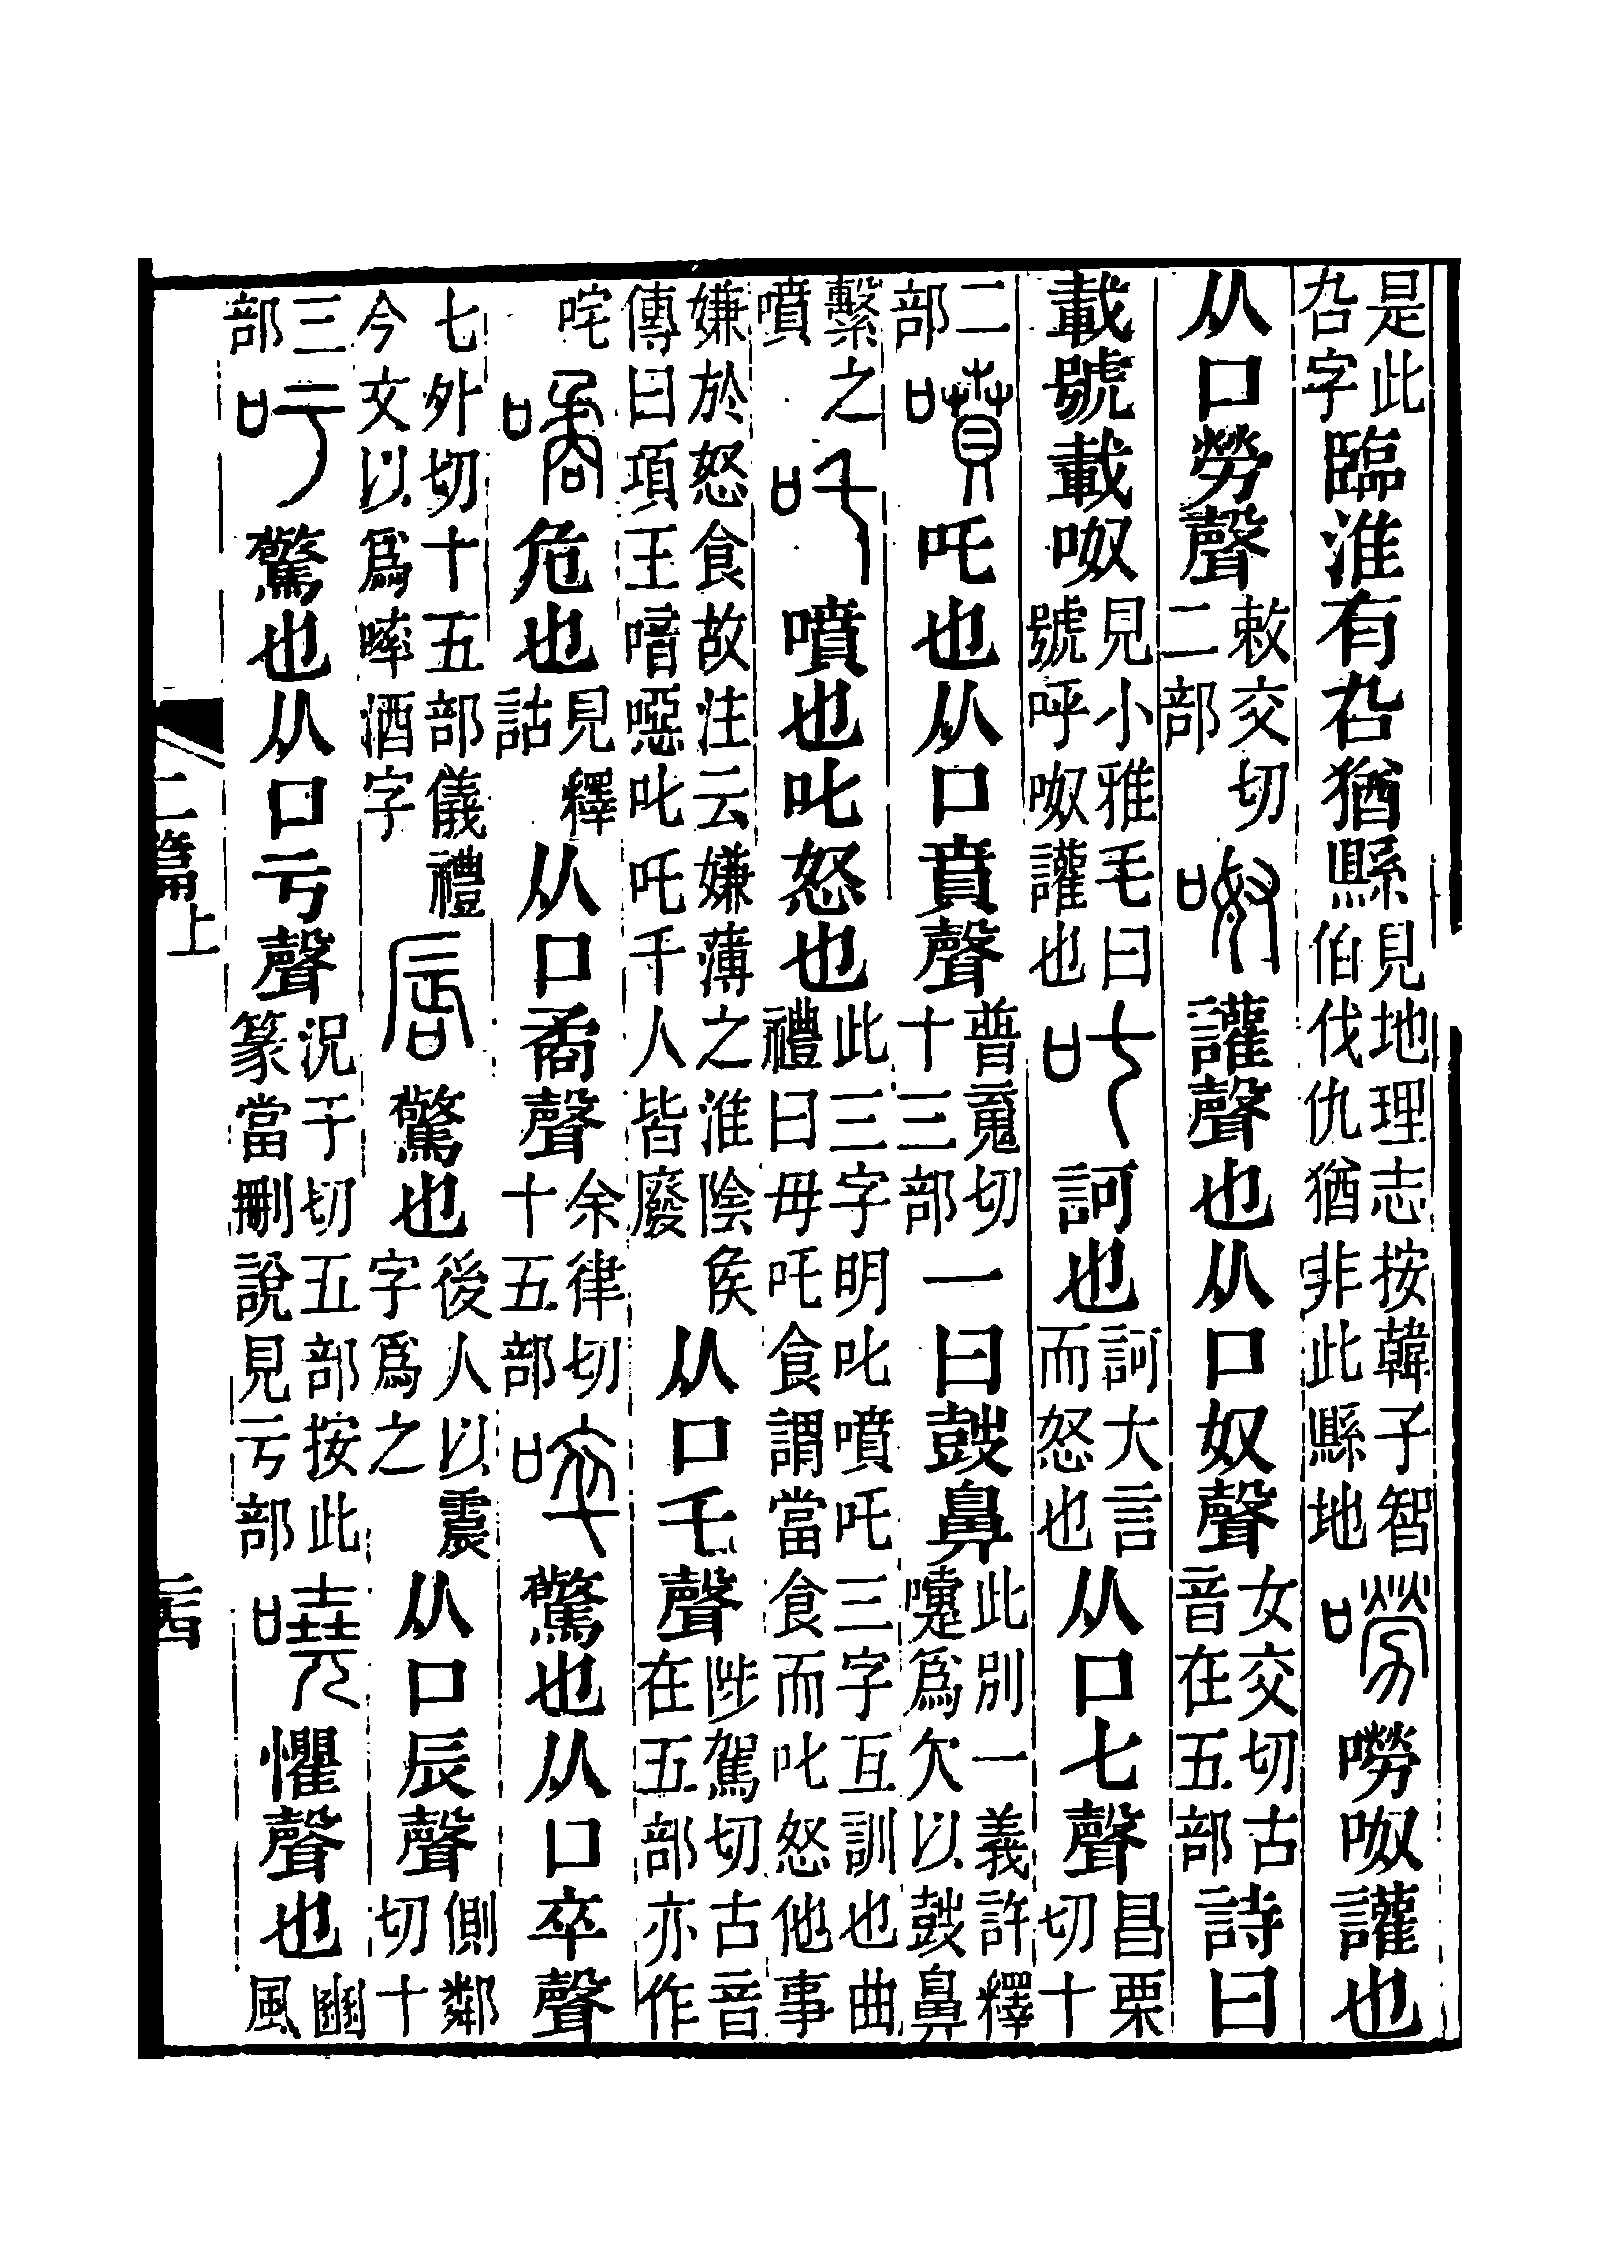 是此叴字臨淮有叴猶縣見地理志按韓子智伯伐仇猶非此縣地嘮嘮呶讙也
从口勞聲敕交切二部呶讙聲也从口奴聲女交切古音在五部詩曰
載號載呶見小雅毛曰號呼呶讙也叱訶也訶大言而怒也从口七聲昌栗切十
二部噴吒也从口賁聲普䰟切十三部一曰鼓鼻此別一義許釋嚏爲欠以鼓鼻
繫之噴吒噴也叱怒也此三字明叱噴吒三字互訓也曲禮曰毋吒食謂當食而叱怒他事
嫌於怒食故注云嫌薄之淮陰矦傳曰項王喑噁叱吒千人皆廢从口乇聲陟駕切古音在五部亦作
咤噊危也見釋詁从口矞聲余律切十五部啐驚也从口卒聲
七外切十五部儀禮今文以爲啐酒字唇驚也後人以震字爲之从口辰聲側鄰切十
三部吁驚也从口亏聲況于切五部按此篆當刪說見亏部嘵懼聲也豳風
二篇上
二十四